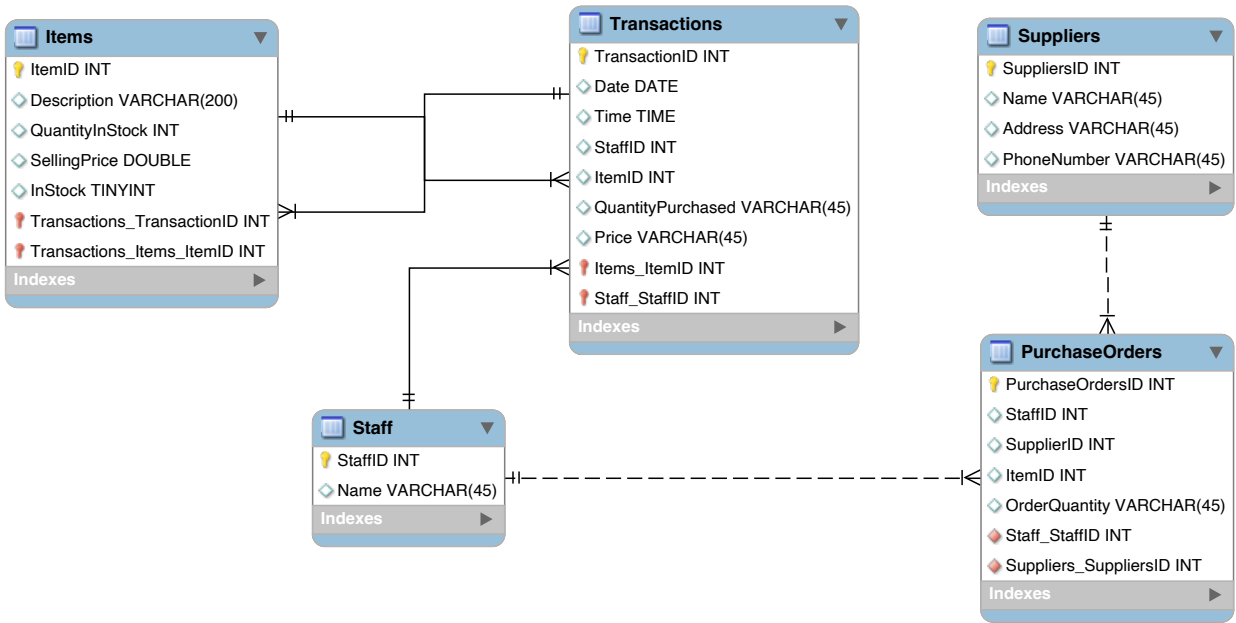 Items
ItemID INT
Description VARCHAR(200)
QuantityInStock INT
SellingPrice DOUBLE
InStock TINYINT
Transactions_TransactionID INT
Transactions_Items_ItemID INT
Indexes
Transactions
TransactionID INT
Date DATE
Time TIME
StaffID INT
ItemID INT
QuantityPurchased VARCHAR(45)
Price VARCHAR(45)
Items_ItemID INT
Staff_StaffID INT
Indexes
Suppliers
SuppliersID INT
Name VARCHAR(45)
Address VARCHAR(45)
PhoneNumber VARCHAR(45)
Indexes
Staff
StaffID INT
Name VARCHAR(45)
Indexes
PurchaseOrders
PurchaseOrdersID INT
StaffID INT
SupplierID INT
ItemID INT
OrderQuantity VARCHAR(45)
Staff_StaffID INT
Suppliers_SuppliersID INT
Indexes